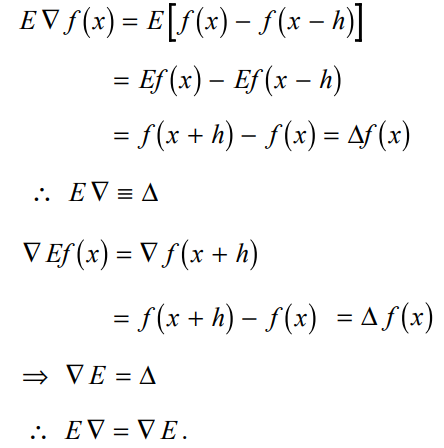 E ∇ f(x) = E[f(x) − f(x − h)]
= Ef(x) − Ef(x − h)
= f(x + h) − f(x) = Δf(x)
∴ E ∇ ≡ Δ
∇ Ef(x) = ∇ f(x + h)
= f(x + h) − f(x) = Δ f(x)
⇒ ∇ E = Δ
∴ E ∇ = ∇ E.